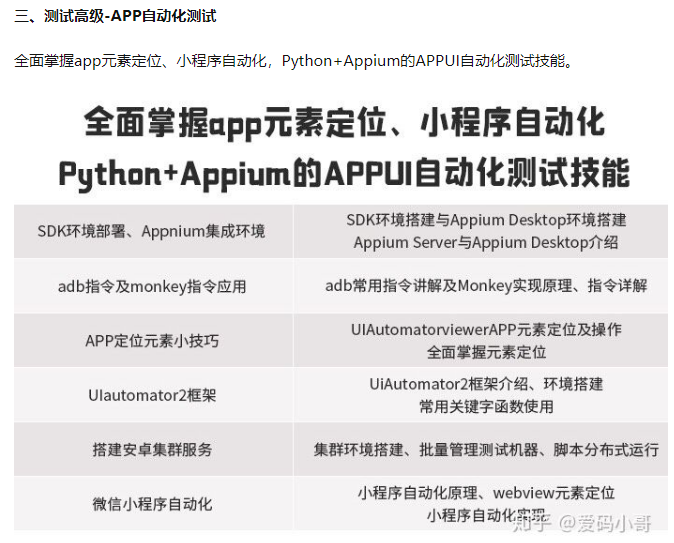 三、测试高级-APP自动化测试
全面掌握app元素定位、小程序自动化，Python+Appium的APPUI自动化测试技能。
全面掌握app元素定位、小程序自动化
Python+Appium的APPUI自动化测试技能
SDK环境部署、Appnium集成环境
SDK环境搭建与Appium Desktop环境搭建
Appium Server与Appium Desktop介绍
adb指令及monkey指令应用
adb常用指令讲解及Monkey实现原理、指令详解
APP定位元素小技巧
UIAutomatorviewerAPP元素定位及操作
全面掌握元素定位
UIautomator2框架
UiAutomator2框架介绍、环境搭建
常用关键字函数使用
搭建安卓集群服务
集群环境搭建、批量管理测试机器、脚本分布式运行
微信小程序自动化
小程序自动化原理、webview元素定位
小程序自动化实现
知乎 @爱码小哥